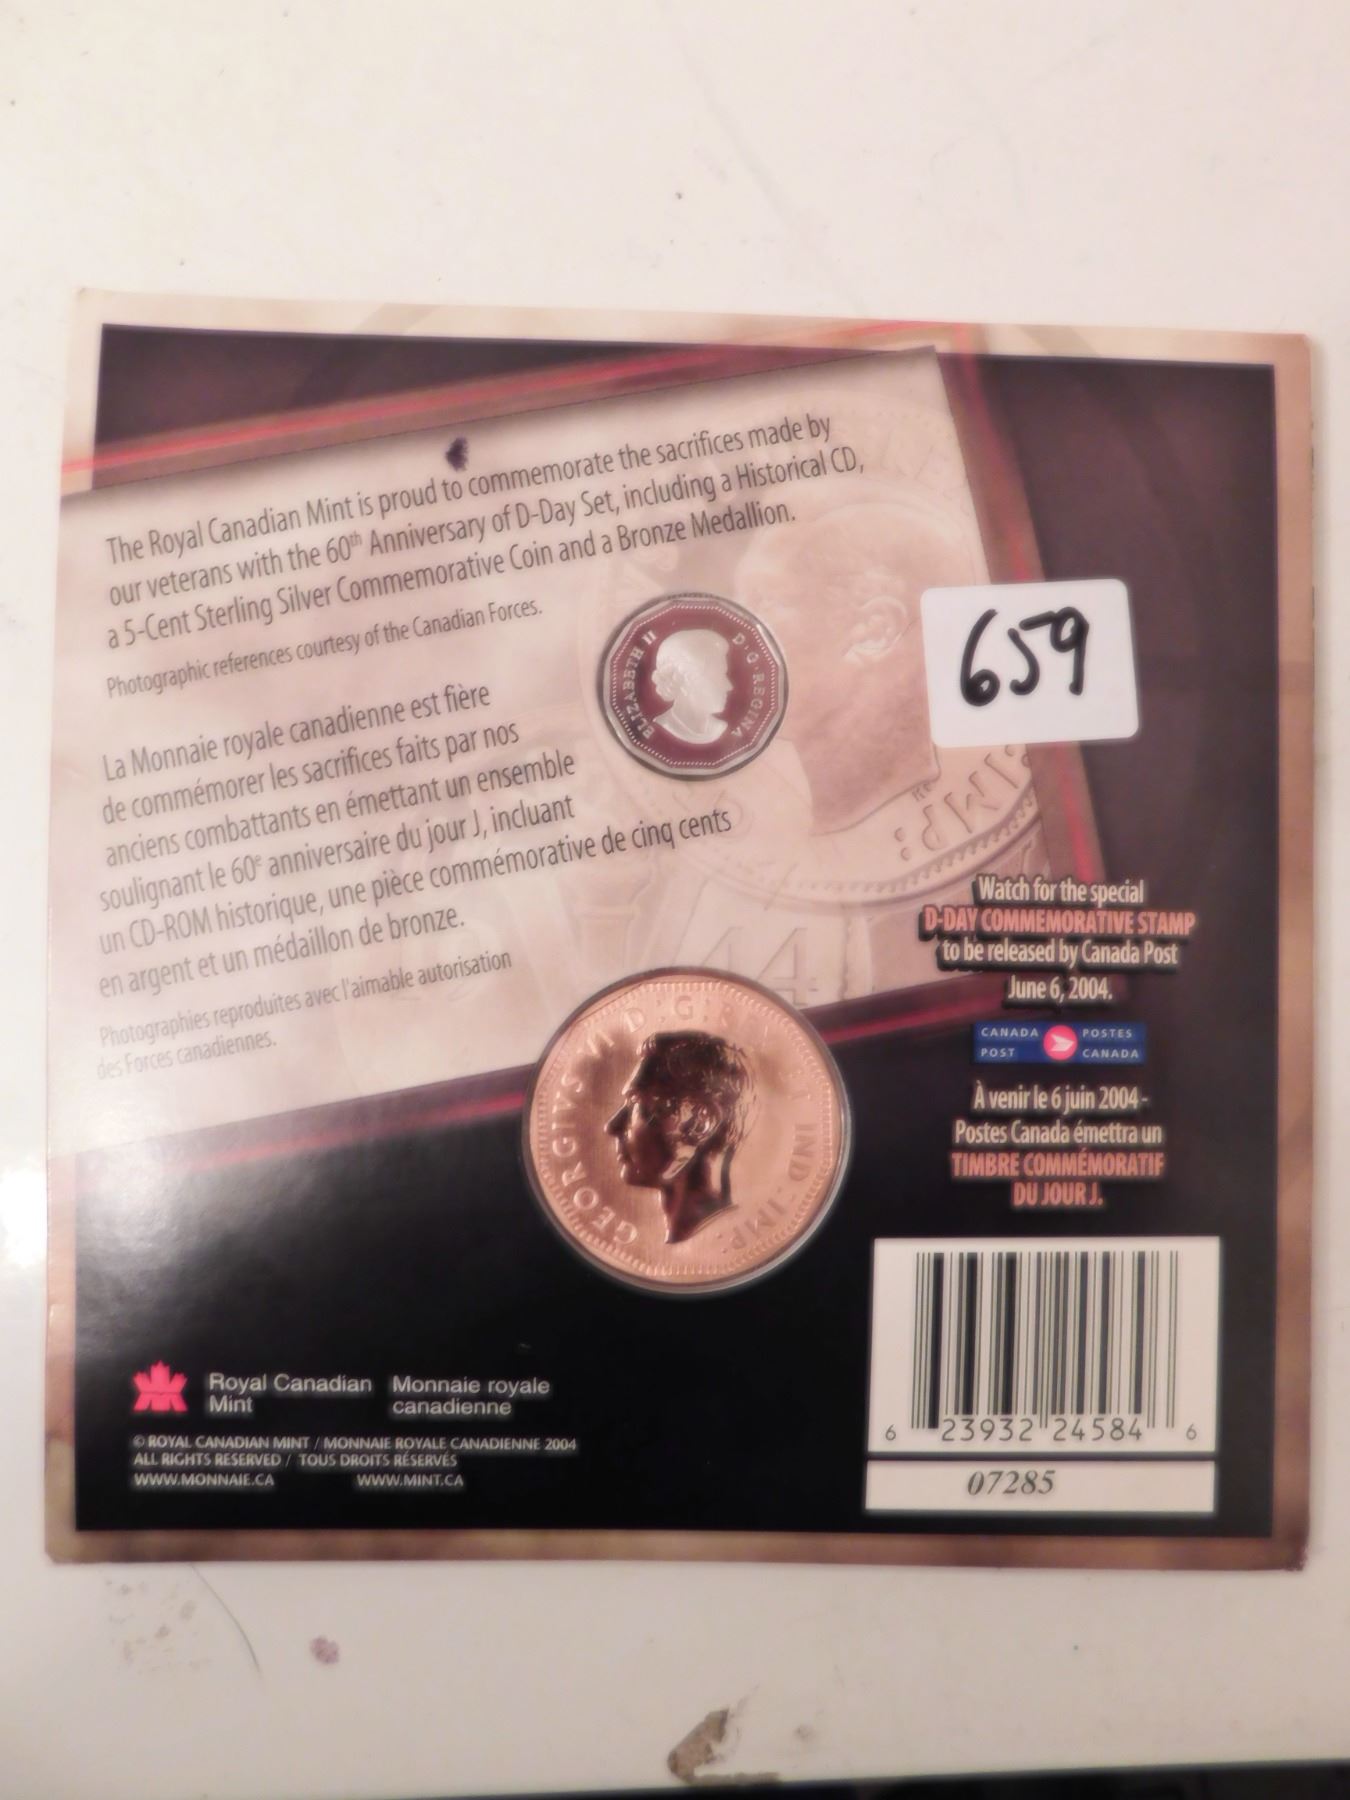 The Royal Canadian Mint is proud to commemorate the sacrifices made by
our veterans with the 60th Anniversary of D-Day Set, including a Historical CD,
a 5-Cent Sterling Silver Commemorative Coin and a Bronze Medallion.
Photographic references courtesy of the Canadian Forces.
La Monnaie royale canadienne est fière
de commémorer les sacrifices faits par nos
anciens combattants en émettant un ensemble
soulignant le 60e anniversaire du jour J, incluant
un CD-ROM historique, une pièce commémorative de cinq cents
en argent et un médaillon de bronze.
Photographies reproduites avec l'aimable autorisation
des Forces canadiennes.
ELIZABETH II D·G·REGINA
659
IMP:
44
GEORGIVS VI D:G:R IND:IMP:
Watch for the special
D-DAY COMMEMORATIVE STAMP
to be released by Canada Post
June 6, 2004.
CANADA POSTES
POST CANADA
À venir le 6 juin 2004 -
Postes Canada émettra un
TIMBRE COMMÉMORATIF
DU JOUR J.
Royal Canadian Monnaie royale
Mint canadienne
© ROYAL CANADIAN MINT / MONNAIE ROYALE CANADIENNE 2004
ALL RIGHTS RESERVED / TOUS DROITS RÉSERVÉS
WWW.MONNAIE.CA WWW.MINT.CA
6 23932 24584 6
07285